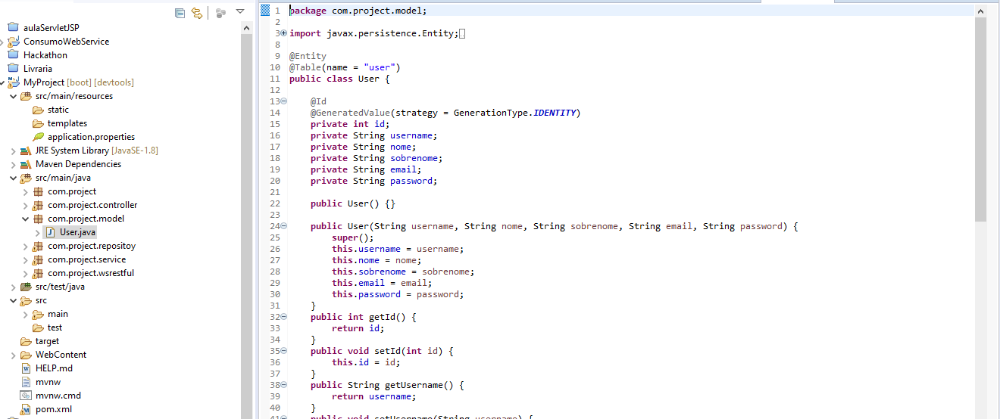 aulaServletJSP
ConsumoWebService
Hackathon
Livraria
MyProject [boot] [devtools]
src/main/resources
static
templates
application.properties
JRE System Library [JavaSE-1.8]
Maven Dependencies
src/main/java
com.project
com.project.controller
com.project.model
User.java
com.project.repositoy
com.project.service
com.project.wsrestful
src/test/java
src
main
test
target
WebContent
HELP.md
mvnw
mvnw.cmd
pom.xml
1 package com.project.model;
2
3 import javax.persistence.Entity;
8
9 @Entity
10 @Table(name = "user")
11 public class User {
12
13 @Id
14 @GeneratedValue(strategy = GenerationType.IDENTITY)
15 private int id;
16 private String username;
17 private String nome;
18 private String sobrenome;
19 private String email;
20 private String password;
21
22 public User() {}
23
24 public User(String username, String nome, String sobrenome, String email, String password) {
25 super();
26 this.username = username;
27 this.nome = nome;
28 this.sobrenome = sobrenome;
29 this.email = email;
30 this.password = password;
31 }
32 public int getId() {
33 return id;
34 }
35 public void setId(int id) {
36 this.id = id;
37 }
38 public String getUsername() {
39 return username;
40 }
41 public void setUsername(String username) {